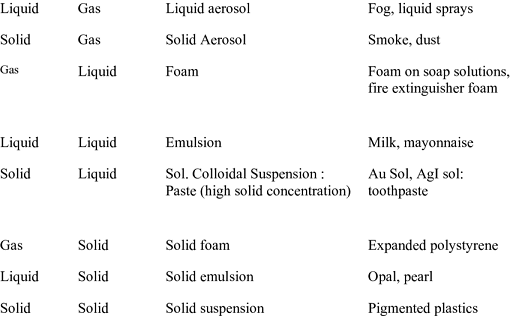 Liquid Gas Liquid aerosol Fog, liquid sprays
Solid Gas Solid Aerosol Smoke, dust
Gas Liquid Foam Foam on soap solutions,
fire extinguisher foam
Liquid Liquid Emulsion Milk, mayonnaise
Solid Liquid Sol. Colloidal Suspension : Au Sol, AgI sol:
Paste (high solid concentration) toothpaste
Gas Solid Solid foam Expanded polystyrene
Liquid Solid Solid emulsion Opal, pearl
Solid Solid Solid suspension Pigmented plastics